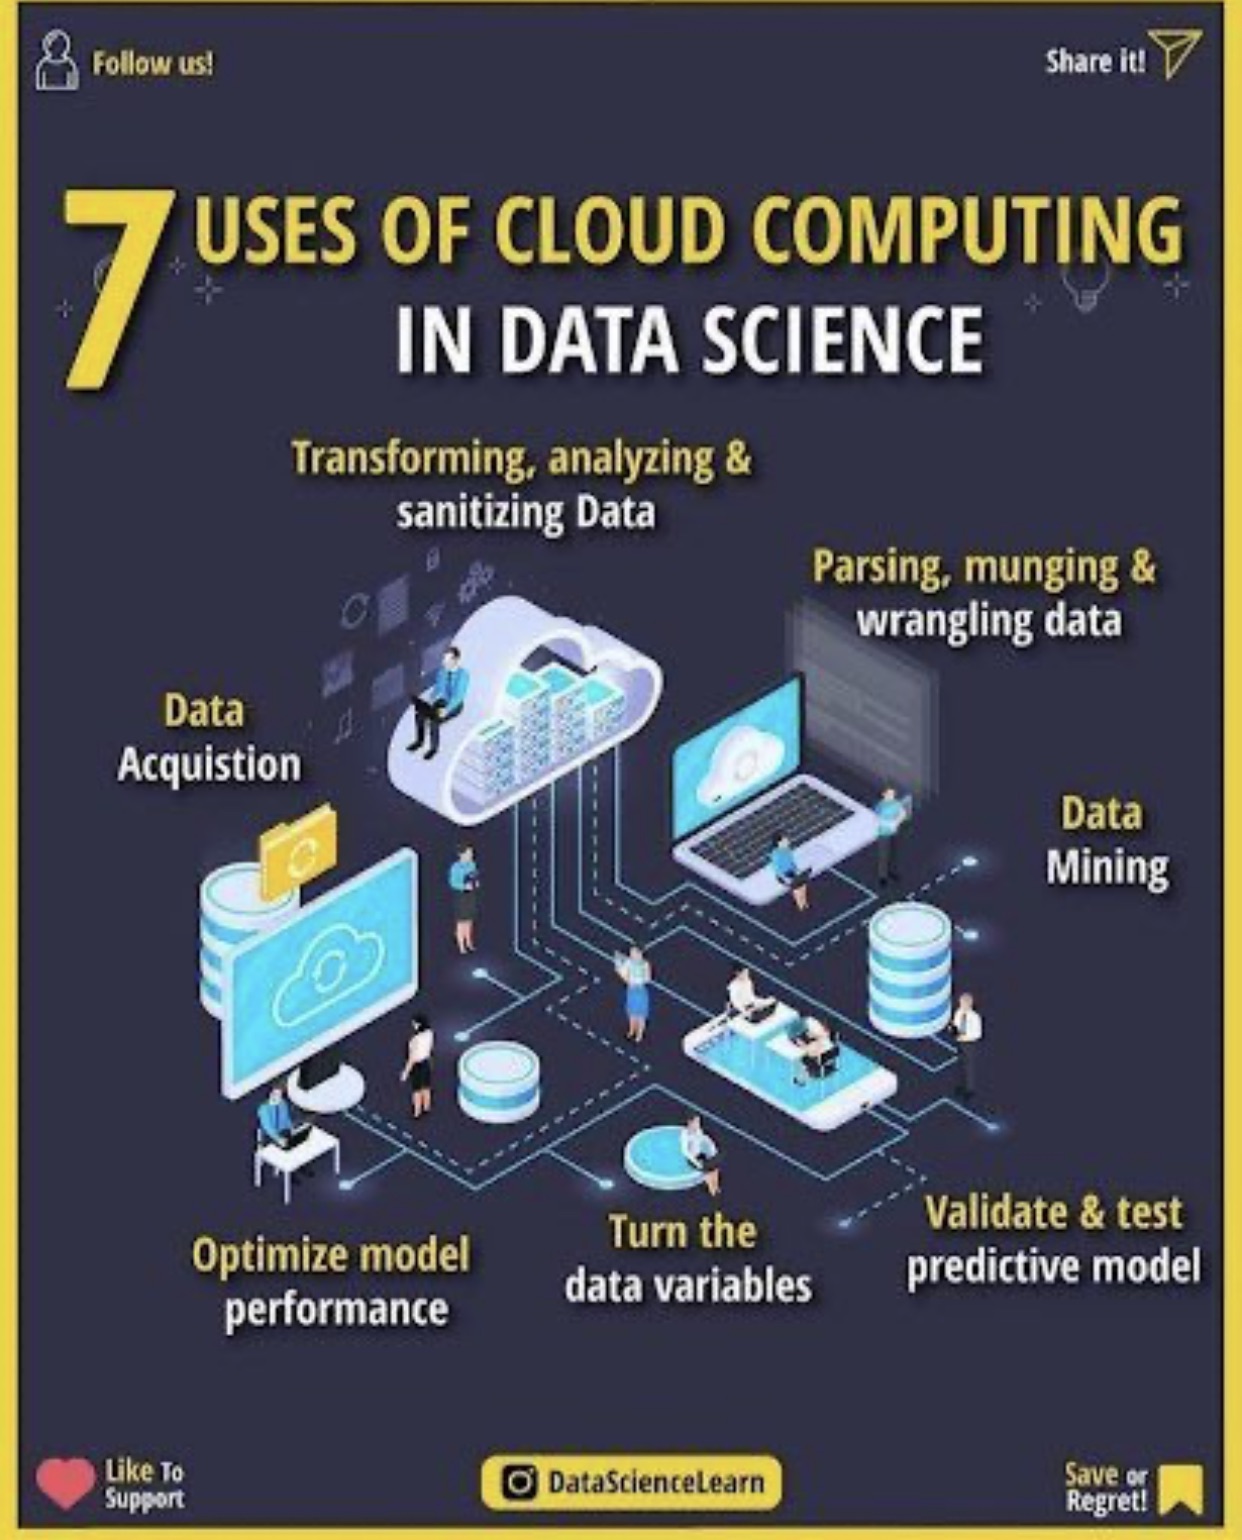 Follow us!
Share it!
7 USES OF CLOUD COMPUTING
IN DATA SCIENCE
Transforming, analyzing &
sanitizing Data
Parsing, munging &
wrangling data
Data
Acquistion
Data
Mining
Optimize model
performance
Turn the
data variables
Validate & test
predictive model
Like To
Support
DataScienceLearn
Save or
Regret!